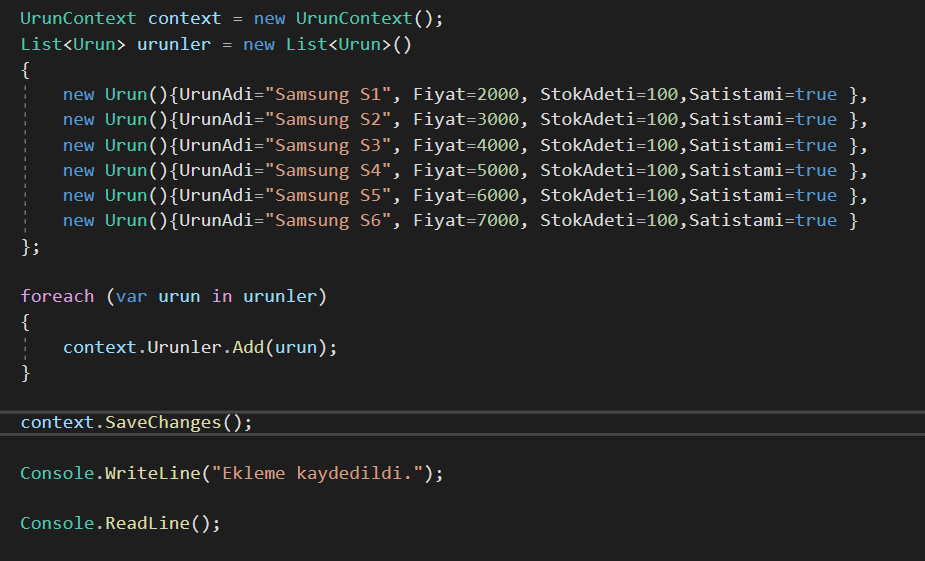 UrunContext context = new UrunContext();
List<Urun> urunler = new List<Urun>()
{
    new Urun(){UrunAdi="Samsung S1", Fiyat=2000, StokAdeti=100,Satistami=true },
    new Urun(){UrunAdi="Samsung S2", Fiyat=3000, StokAdeti=100,Satistami=true },
    new Urun(){UrunAdi="Samsung S3", Fiyat=4000, StokAdeti=100,Satistami=true },
    new Urun(){UrunAdi="Samsung S4", Fiyat=5000, StokAdeti=100,Satistami=true },
    new Urun(){UrunAdi="Samsung S5", Fiyat=6000, StokAdeti=100,Satistami=true },
    new Urun(){UrunAdi="Samsung S6", Fiyat=7000, StokAdeti=100,Satistami=true }
};
foreach (var urun in urunler)
{
    context.Urunler.Add(urun);
}
context.SaveChanges();
Console.WriteLine("Ekleme kaydedildi.");
Console.ReadLine();